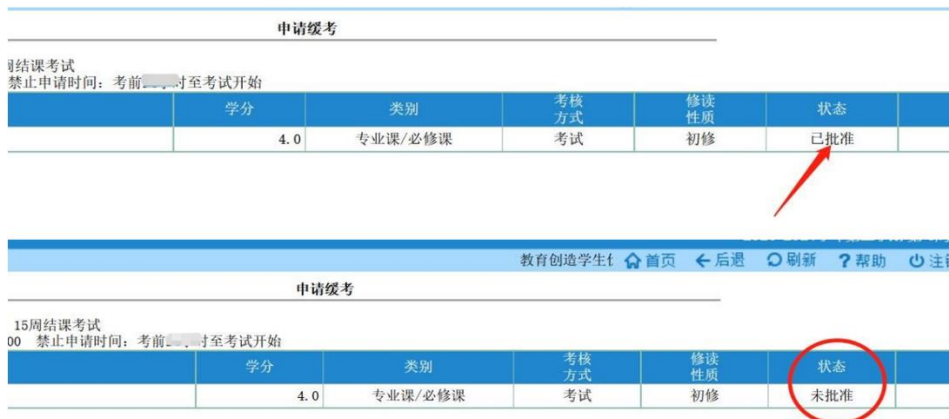 申请缓考
周结课考试
禁止申请时间：考前 时至考试开始
学分 类别 考核方式 修读性质 状态
4.0 专业课/必修课 考试 初修 已批准
教育创造学生 首页 后退 刷新 帮助 注
申请缓考
15周结课考试
00 禁止申请时间：考前 时至考试开始
学分 类别 考核方式 修读性质 状态
4.0 专业课/必修课 考试 初修 未批准